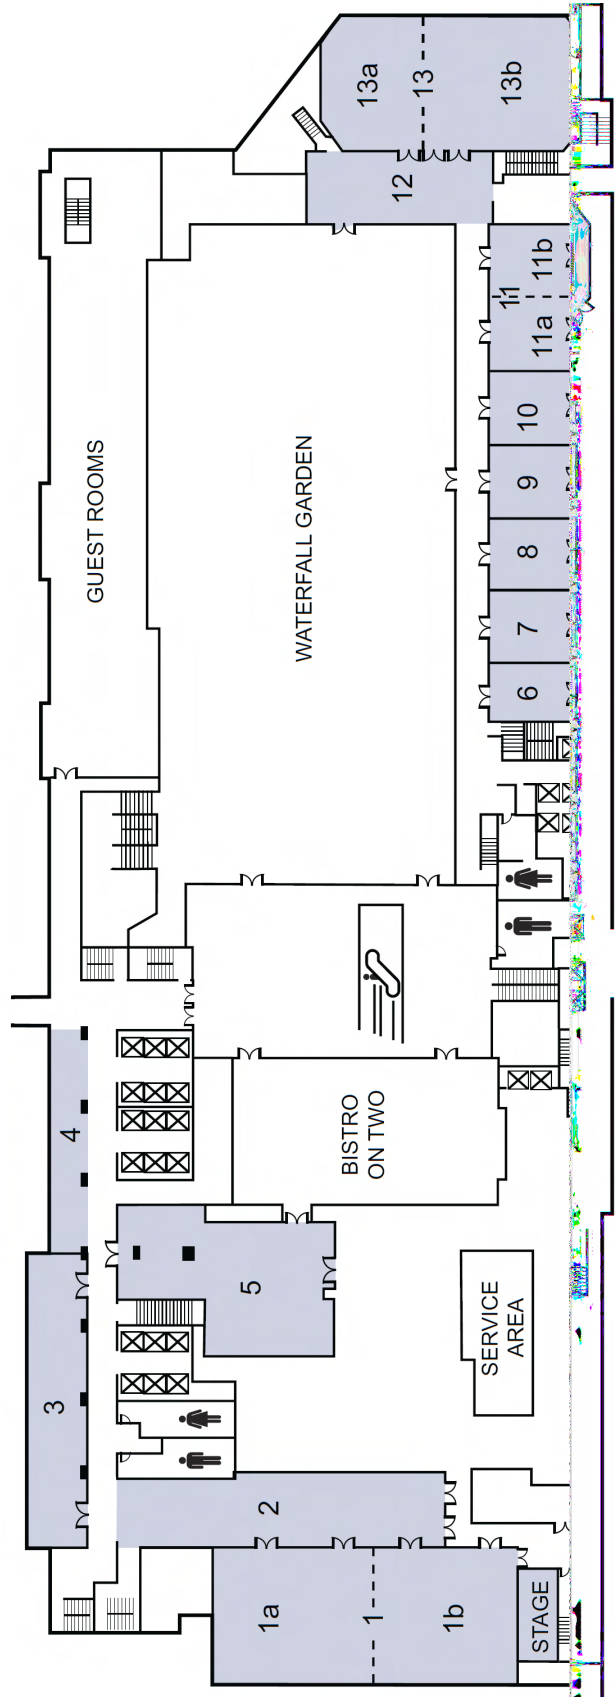 13a
13
13b
12
11b
11
11a
10
9
8
7
6
GUEST ROOMS
WATERFALL GARDEN
4
BISTRO
ON TWO
5
SERVICE
AREA
3
2
1a
1
1b
STAGE